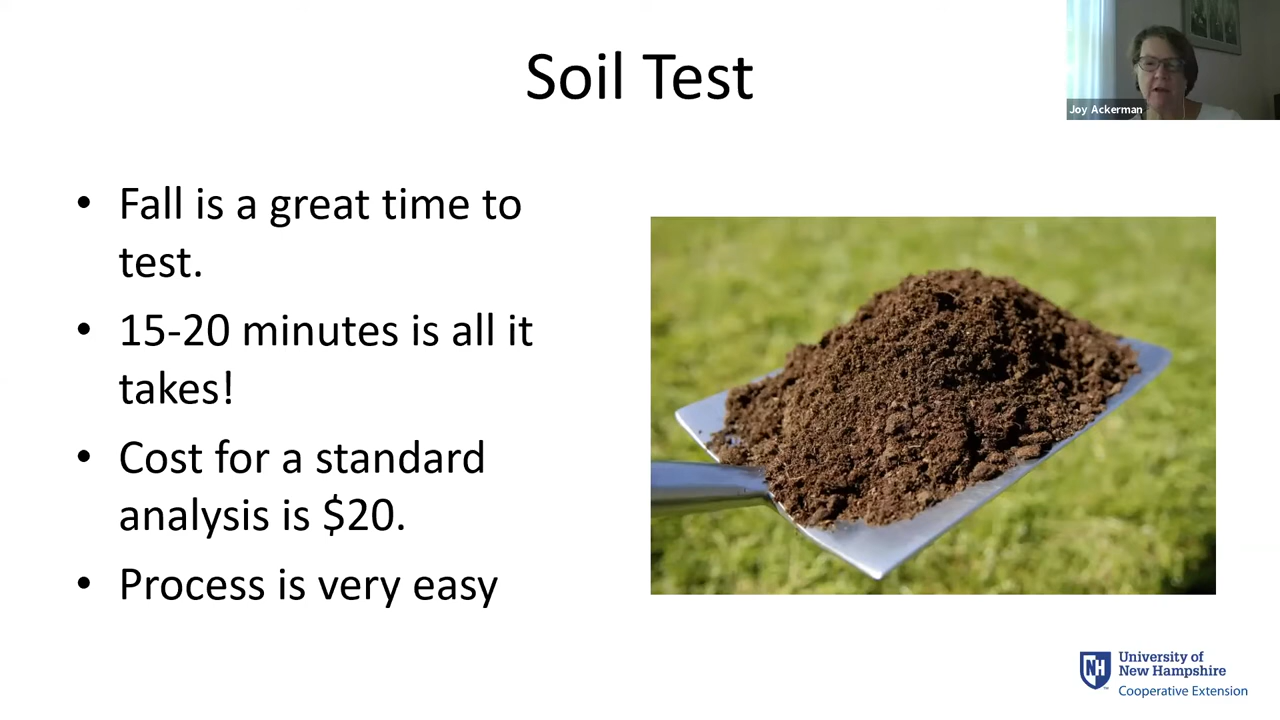 Soil Test
Joy Ackerman
• Fall is a great time to
test.
• 15-20 minutes is all it
takes!
• Cost for a standard
analysis is $20.
• Process is very easy
NH
University of
New Hampshire
Cooperative Extension